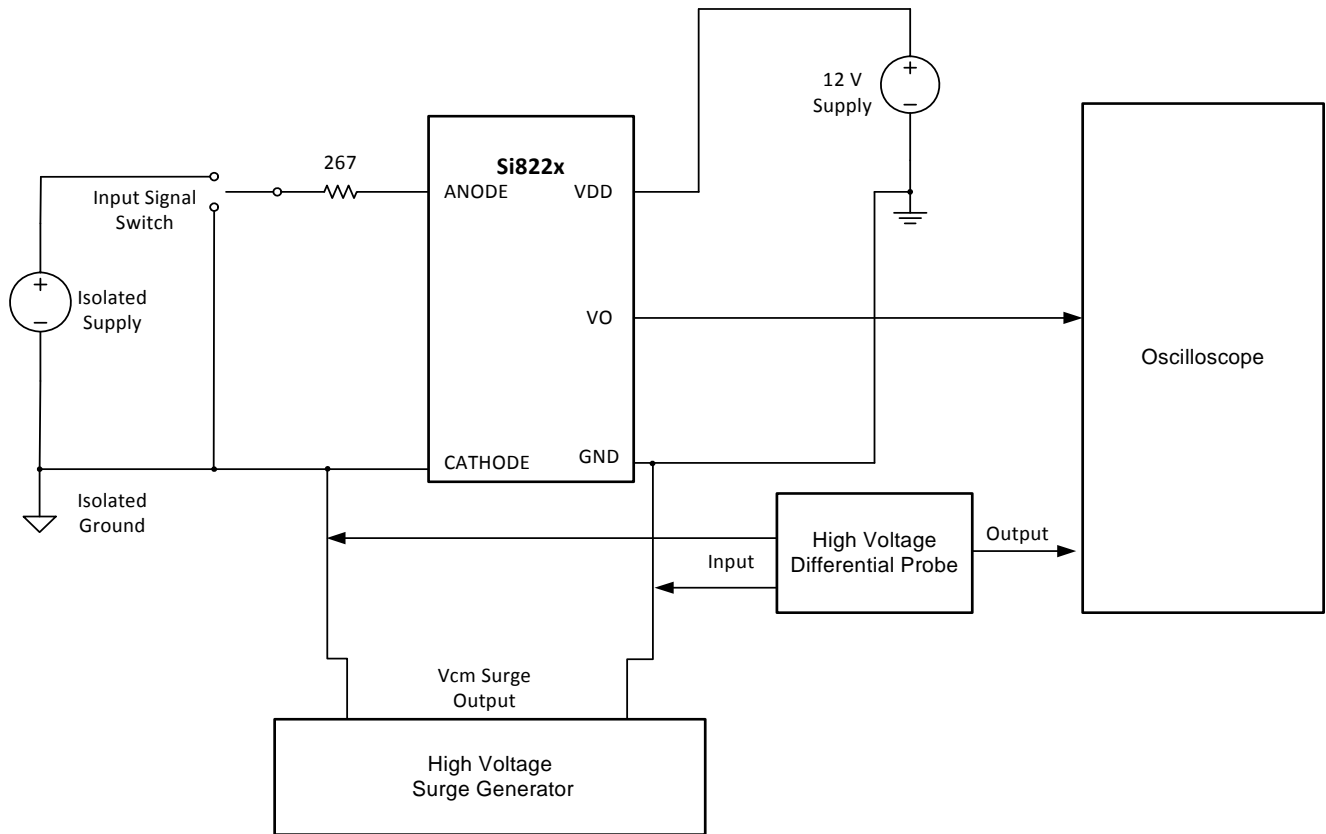 12 V
Supply
267
Si822x
Input Signal
Switch
ANODE
VDD
+
−
+
−
Isolated
Supply
VO
Oscilloscope
CATHODE
GND
Isolated
Ground
High Voltage
Differential Probe
Input
Output
Vcm Surge
Output
High Voltage
Surge Generator